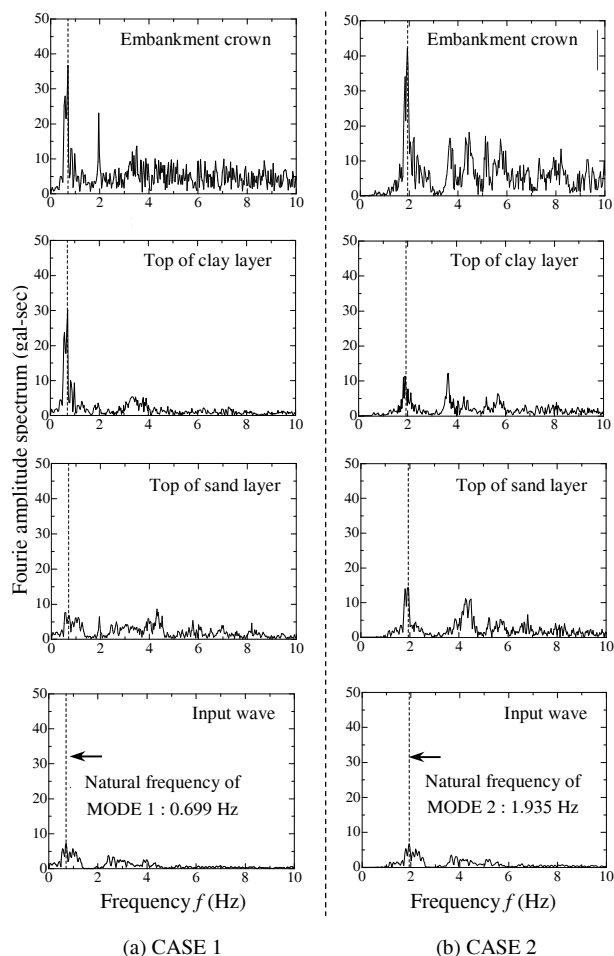 Fourie amplitude spectrum (gal-sec)
50
40
30
20
10
0
0 2 4 6 8 10
Embankment crown
50
40
30
20
10
0
0 2 4 6 8 10
Embankment crown
50
40
30
20
10
0
0 2 4 6 8 10
Top of clay layer
50
40
30
20
10
0
0 2 4 6 8 10
Top of clay layer
50
40
30
20
10
0
0 2 4 6 8 10
Top of sand layer
50
40
30
20
10
0
0 2 4 6 8 10
Top of sand layer
50
40
30
20
10
0
0 2 4 6 8 10
Input wave
Natural frequency of
MODE 1 : 0.699 Hz
Frequency f (Hz)
50
40
30
20
10
0
0 2 4 6 8 10
Input wave
Natural frequency of
MODE 2 : 1.935 Hz
Frequency f (Hz)
(a) CASE 1
(b) CASE 2